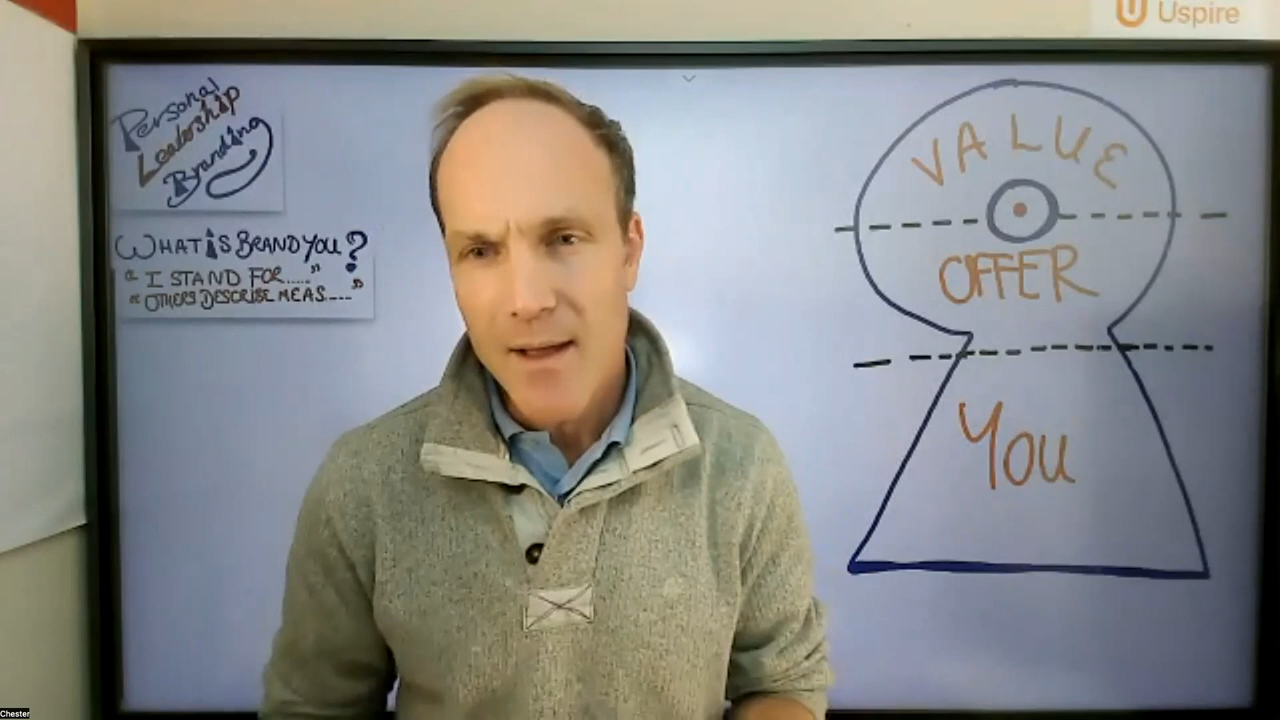 Uspire
Personal
Leadership
Branding
WHAT IS BRAND YOU?
"I STAND FOR....."
"OTHERS DESCRIBE ME AS....."
VALUE
OFFER
YOU
Chester